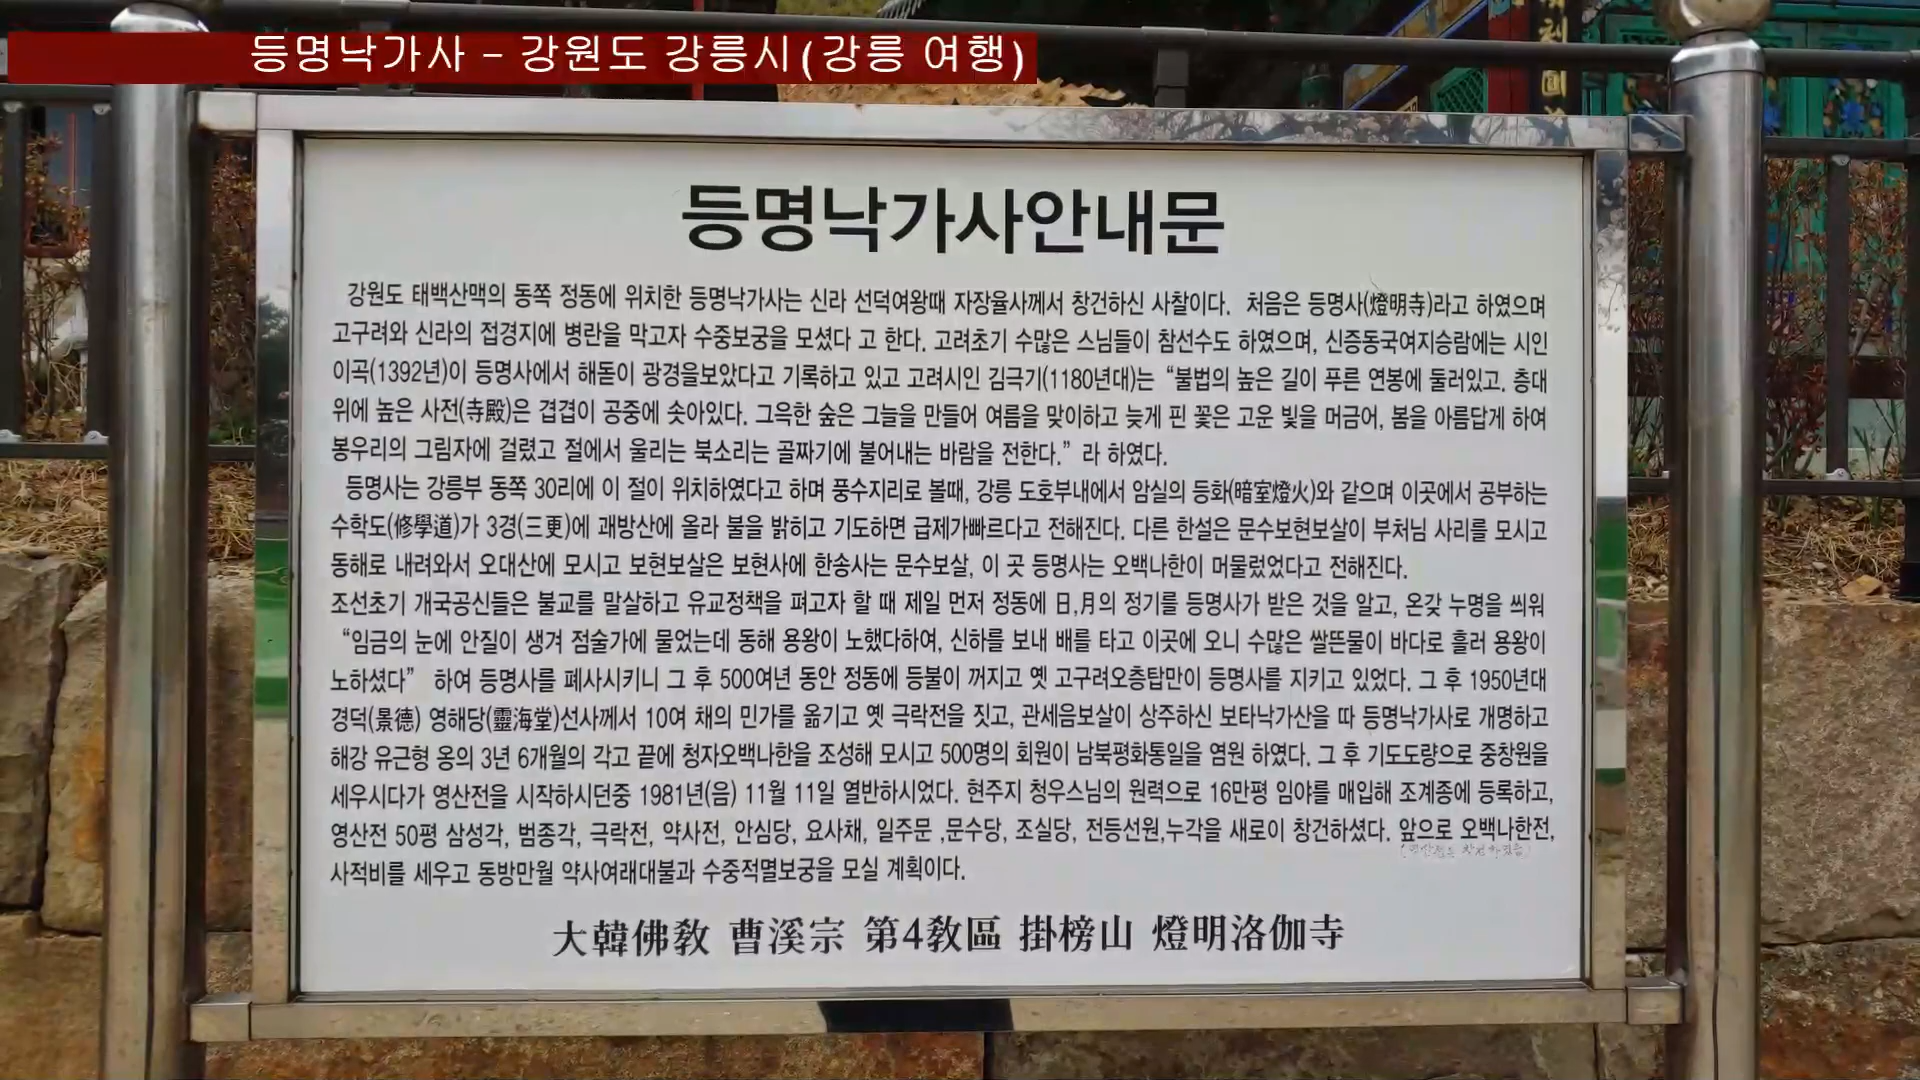 등명낙가사 - 강원도 강릉시(강릉 여행)
등명낙가사안내문
강원도 태백산맥의 동쪽 정동에 위치한 등명낙가사는 신라 선덕여왕때 자장율사께서 창건하신 사찰이다. 처음은 등명사(燈明寺)라고 하였으며
고구려와 신라의 접경지에 병란을 막고자 수중보궁을 모셨다 고 한다. 고려초기 수많은 스님들이 참선수도 하였으며, 신증동국여지승람에는 시인
이곡(1392년)이 등명사에서 해돋이 광경을보았다고 기록하고 있고 고려시인 김극기(1180년대)는 “불법의 높은 길이 푸른 연봉에 둘러있고. 층대
위에 높은 사전(寺殿)은 겹겹이 공중에 솟아있다. 그윽한 숲은 그늘을 만들어 여름을 맞이하고 늦게 핀 꽃은 고운 빛을 머금어, 봄을 아름답게 하여
봉우리의 그림자에 걸렸고 절에서 울리는 북소리는 골짜기에 불어내는 바람을 전한다.” 라 하였다.
등명사는 강릉부 동쪽 30리에 이 절이 위치하였다고 하며 풍수지리로 볼때, 강릉 도호부내에서 암실의 등화(暗室燈火)와 같으며 이곳에서 공부하는
수학도(修學道)가 3경(三更)에 괘방산에 올라 불을 밝히고 기도하면 급제가빠르다고 전해진다. 다른 한설은 문수보현보살이 부처님 사리를 모시고
동해로 내려와서 오대산에 모시고 보현보살은 보현사에 한송사는 문수보살, 이 곳 등명사는 오백나한이 머물렀었다고 전해진다.
조선초기 개국공신들은 불교를 말살하고 유교정책을 펴고자 할 때 제일 먼저 정동에 日,月의 정기를 등명사가 받은 것을 알고, 온갖 누명을 씌워
“임금의 눈에 안질이 생겨 점술가에 물었는데 동해 용왕이 노했다하여, 신하를 보내 배를 타고 이곳에 오니 수많은 쌀뜬물이 바다로 흘러 용왕이
노하셨다” 하여 등명사를 폐사시키니 그 후 500여년 동안 정동에 등불이 꺼지고 옛 고구려오층탑만이 등명사를 지키고 있었다. 그 후 1950년대
경덕(景德) 영해당(靈海堂)선사께서 10여 채의 민가를 옮기고 옛 극락전을 짓고, 관세음보살이 상주하신 보타낙가산을 따 등명낙가사로 개명하고
해강 유근형 옹의 3년 6개월의 각고 끝에 청자오백나한을 조성해 모시고 500명의 회원이 남북평화통일을 염원 하였다. 그 후 기도도량으로 중창원을
세우시다가 영산전을 시작하시던중 1981년(음) 11월 11일 열반하시었다. 현주지 청우스님의 원력으로 16만평 임야를 매입해 조계종에 등록하고,
영산전 50평 삼성각, 범종각, 극락전, 약사전, 안심당, 요사채, 일주문 ,문수당, 조실당, 전등선원,누각을 새로이 창건하셨다. 앞으로 오백나한전,
사적비를 세우고 동방만월 약사여래대불과 수중적멸보궁을 모실 계획이다.
大韓佛敎 曹溪宗 第4敎區 掛榜山 燈明洛伽寺